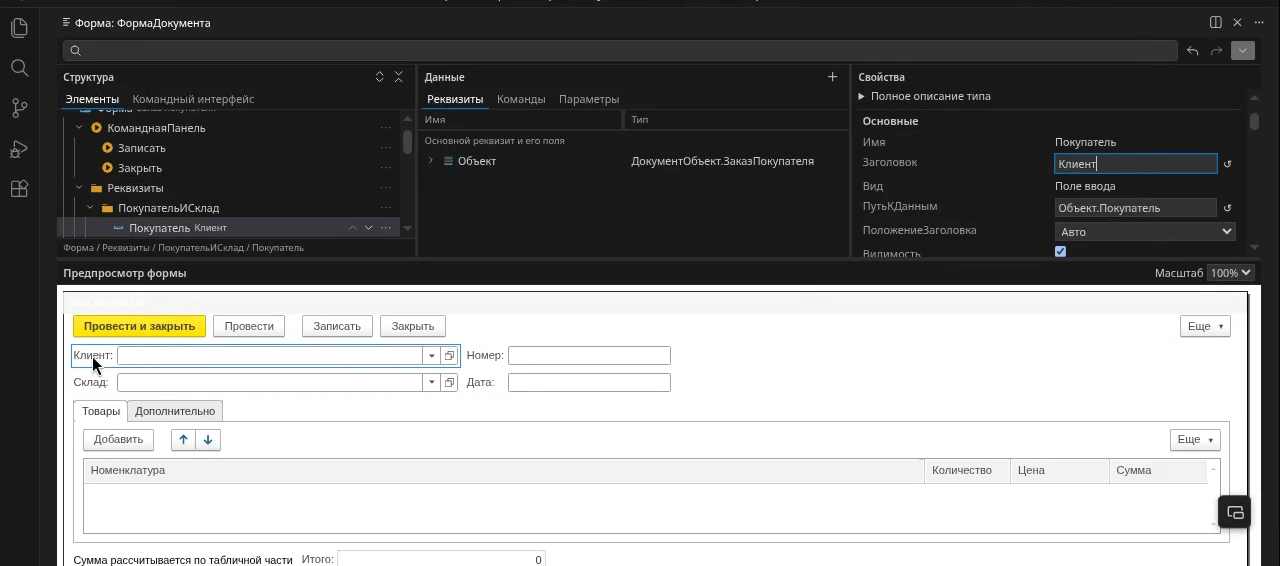 Форма: ФормаДокумента
Структура
Элементы Командный интерфейс
Форма
КоманднаяПанель
Записать
Закрыть
Реквизиты
ПокупательИСклад
Покупатель Клиент
Форма / Реквизиты / ПокупательИСклад / Покупатель
Данные
Реквизиты Команды Параметры
Имя Тип
Основной реквизит и его поля
Объект ДокументОбъект.ЗаказПокупателя
Свойства
Полное описание типа
Основные
Имя Покупатель
Заголовок Клиент
Вид Поле ввода
ПутьКДанным Объект.Покупатель
ПоложениеЗаголовка Авто
Видимость
Предпросмотр формы Масштаб 100%
Провести и закрыть Провести Записать Закрыть Еще
Клиент: Номер:
Склад: Дата:
Товары Дополнительно
Добавить Еще
Номенклатура Количество Цена Сумма
Сумма рассчитывается по табличной части Итого: 0